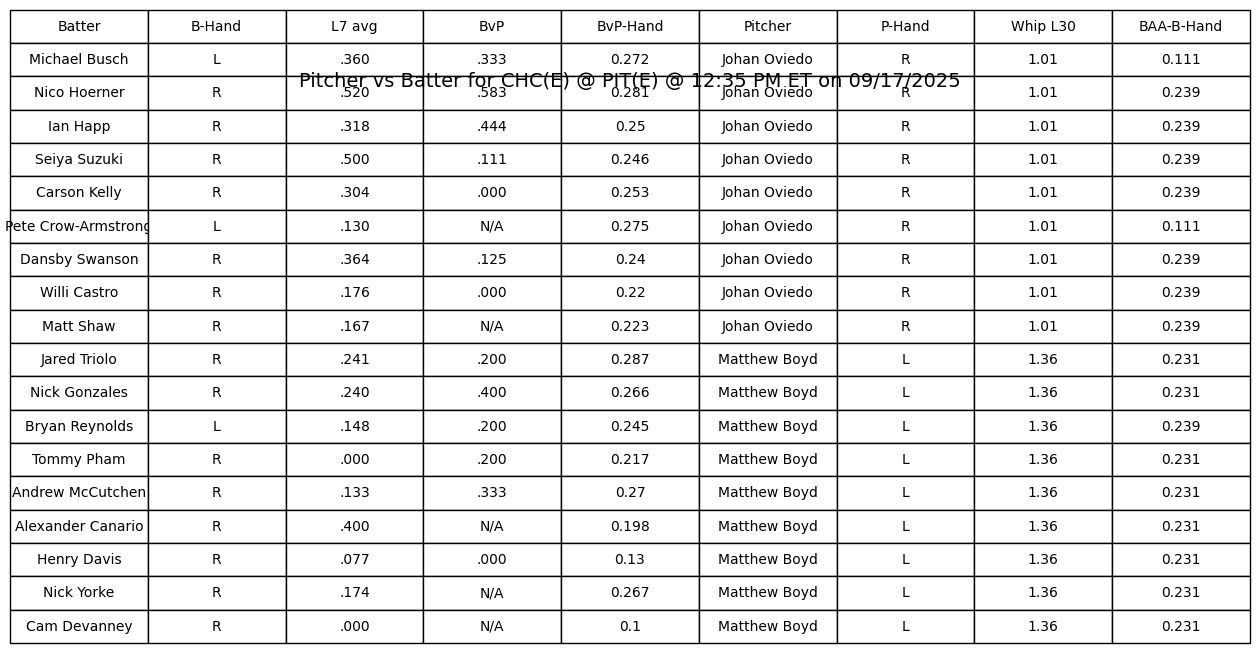 Batter B-Hand L7 avg BvP BvP-Hand Pitcher P-Hand Whip L30 BAA-B-Hand
Michael Busch L .360 .333 0.272 Johan Oviedo R 1.01 0.111
Pitcher vs Batter for CHC(E) @ PIT(E) @ 12:35 PM ET on 09/17/2025
Nico Hoerner R .520 .583 0.281 Johan Oviedo R 1.01 0.239
Ian Happ R .318 .444 0.25 Johan Oviedo R 1.01 0.239
Seiya Suzuki R .500 .111 0.246 Johan Oviedo R 1.01 0.239
Carson Kelly R .304 .000 0.253 Johan Oviedo R 1.01 0.239
Pete Crow-Armstrong L .130 N/A 0.275 Johan Oviedo R 1.01 0.111
Dansby Swanson R .364 .125 0.24 Johan Oviedo R 1.01 0.239
Willi Castro R .176 .000 0.22 Johan Oviedo R 1.01 0.239
Matt Shaw R .167 N/A 0.223 Johan Oviedo R 1.01 0.239
Jared Triolo R .241 .200 0.287 Matthew Boyd L 1.36 0.231
Nick Gonzales R .240 .400 0.266 Matthew Boyd L 1.36 0.231
Bryan Reynolds L .148 .200 0.245 Matthew Boyd L 1.36 0.239
Tommy Pham R .000 .200 0.217 Matthew Boyd L 1.36 0.231
Andrew McCutchen R .133 .333 0.27 Matthew Boyd L 1.36 0.231
Alexander Canario R .400 N/A 0.198 Matthew Boyd L 1.36 0.231
Henry Davis R .077 .000 0.13 Matthew Boyd L 1.36 0.231
Nick Yorke R .174 N/A 0.267 Matthew Boyd L 1.36 0.231
Cam Devanney R .000 N/A 0.1 Matthew Boyd L 1.36 0.231